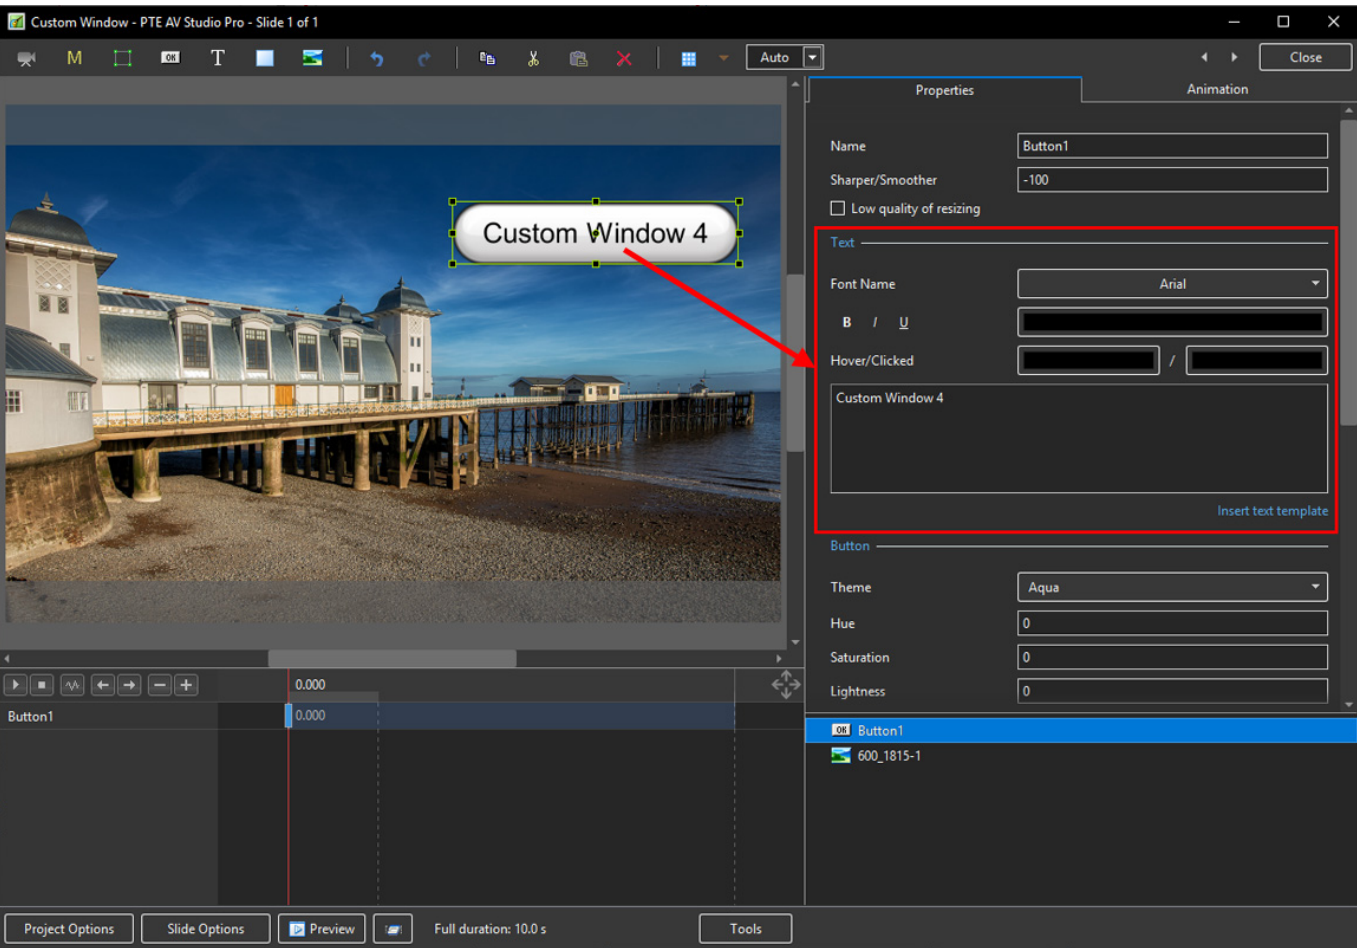 Custom Window - PTE AV Studio Pro - Slide 1 of 1
M
OK
T
Auto
Close
Properties
Animation
Name
Button1
Sharper/Smoother
-100
Low quality of resizing
Text
Font Name
Arial
B I U
Hover/Clicked
/
Custom Window 4
Insert text template
Button
Theme
Aqua
Hue
0
Saturation
0
Lightness
0
Custom Window 4
0.000
Button1
0.000
OK Button1
600_1815-1
Project Options
Slide Options
Preview
Full duration: 10.0 s
Tools